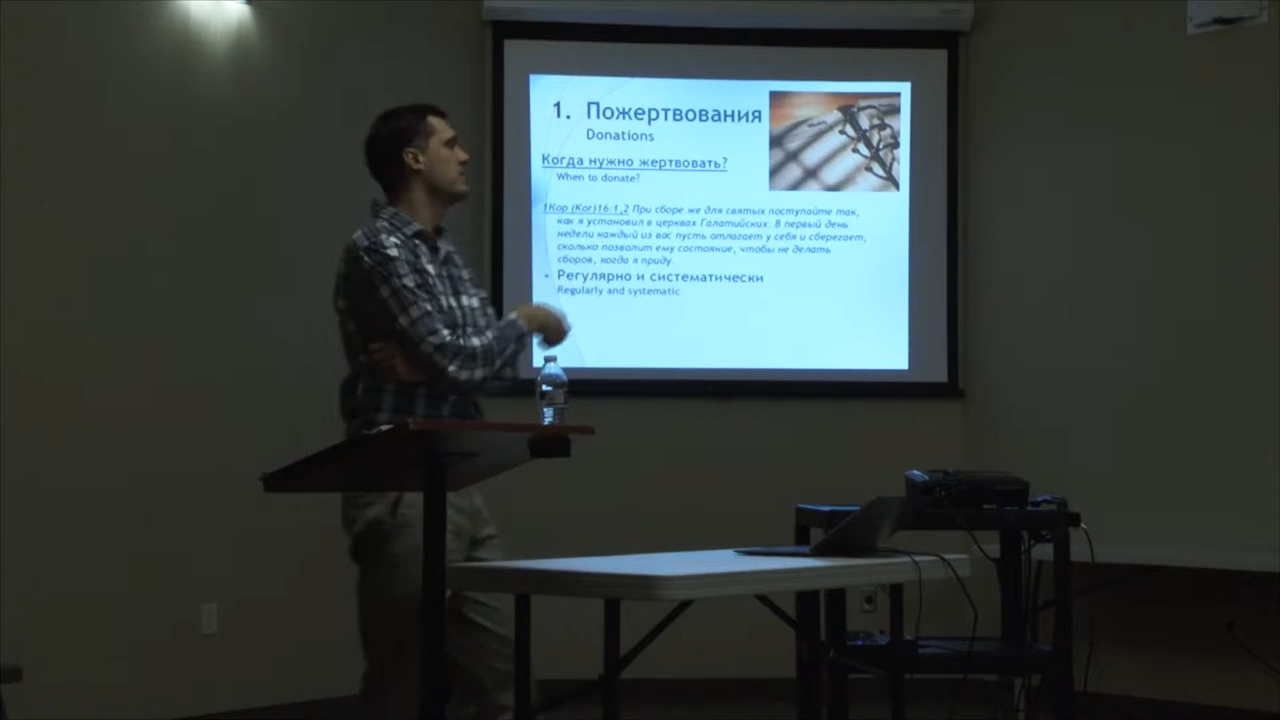 1. Пожертвования
Donations
Когда нужно жертвовать?
When to donate?
1Кор (Kor)16:1,2 При сборе же для святых поступайте так,
как я установил в церквах Галатийских. В первый день
недели каждый из вас пусть отлагает у себя и сберегает,
сколько позволит ему состояние, чтобы не делать
сборов, когда я приду.
• Регулярно и систематически
Regularly and systematic